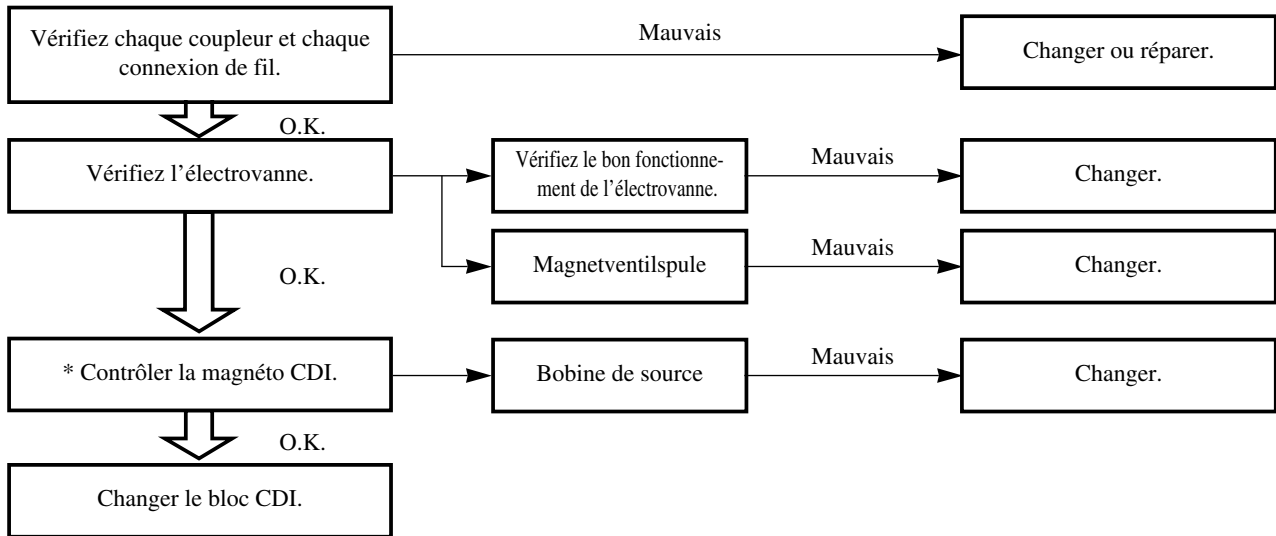 Vérifiez chaque coupleur et chaque
connexion de fil.
Mauvais
Changer ou réparer.
O.K.
Vérifiez l’électrovanne.
Vérifiez le bon fonctionne-
ment de l’électrovanne.
Mauvais
Changer.
Magnetventilspule
Mauvais
Changer.
O.K.
* Contrôler la magnéto CDI.
Bobine de source
Mauvais
Changer.
O.K.
Changer le bloc CDI.